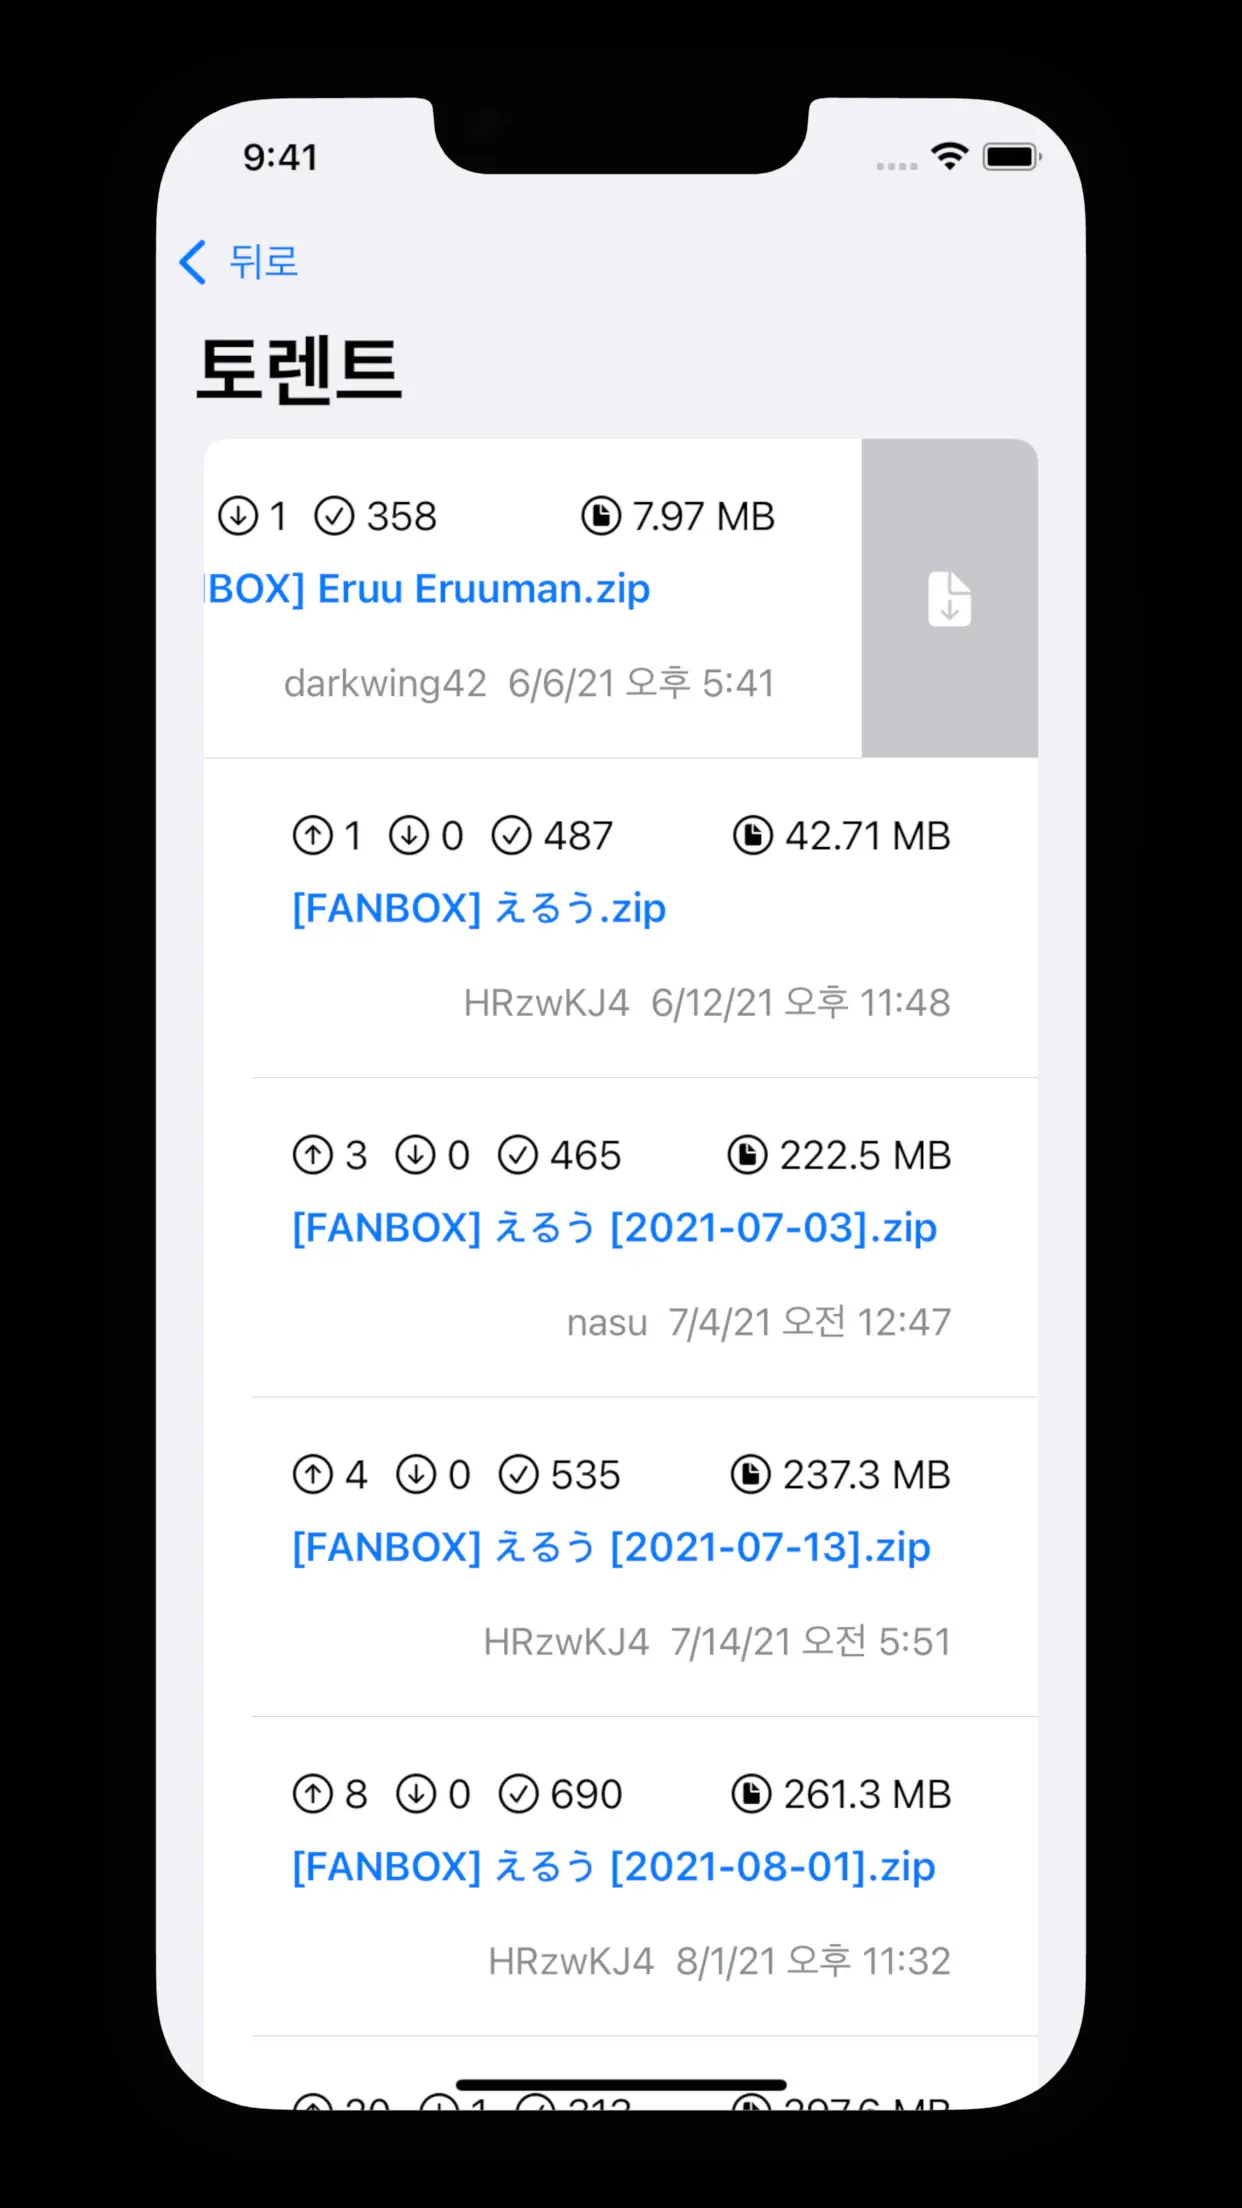 9:41
뒤로
토렌트
1 358 7.97 MB
BOX] Eruu Eruuman.zip
darkwing42 6/6/21 오후 5:41
1 0 487 42.71 MB
[FANBOX] えるう.zip
HRzwKJ4 6/12/21 오후 11:48
3 0 465 222.5 MB
[FANBOX] えるう [2021-07-03].zip
nasu 7/4/21 오전 12:47
4 0 535 237.3 MB
[FANBOX] えるう [2021-07-13].zip
HRzwKJ4 7/14/21 오전 5:51
8 0 690 261.3 MB
[FANBOX] えるう [2021-08-01].zip
HRzwKJ4 8/1/21 오후 11:32